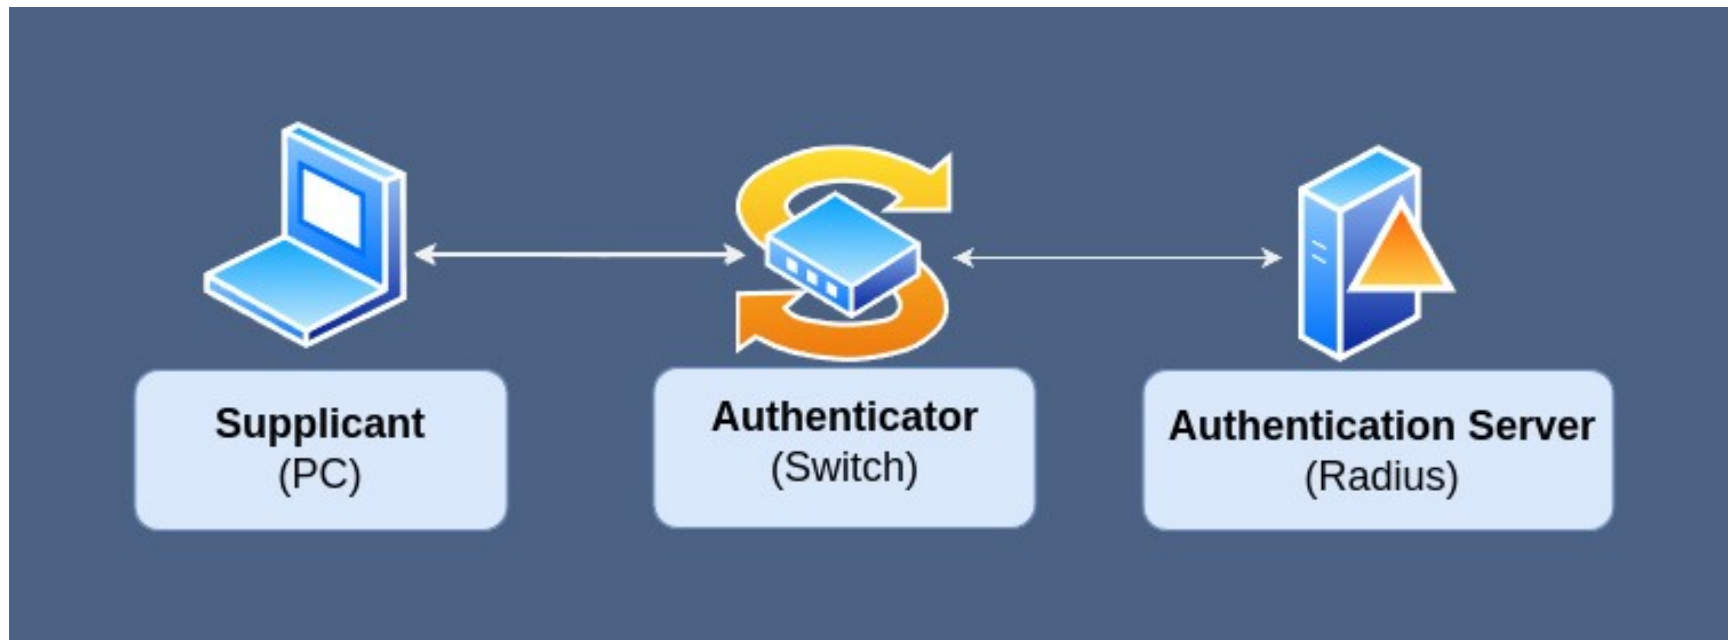 Supplicant
(PC)
Authenticator
(Switch)
Authentication Server
(Radius)